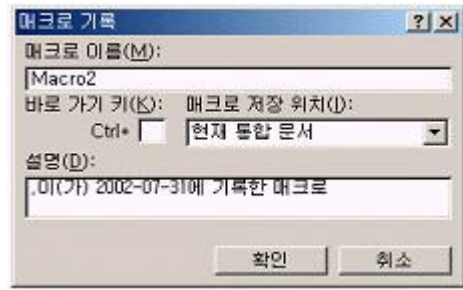 매크로 기록
매크로 이름(M):
Macro2
바로 가기 키(K): 매크로 저장 위치(I):
Ctrl+ 현재 통합 문서
설명(D):
,이(가) 2002-07-31에 기록한 매크로
확인 취소